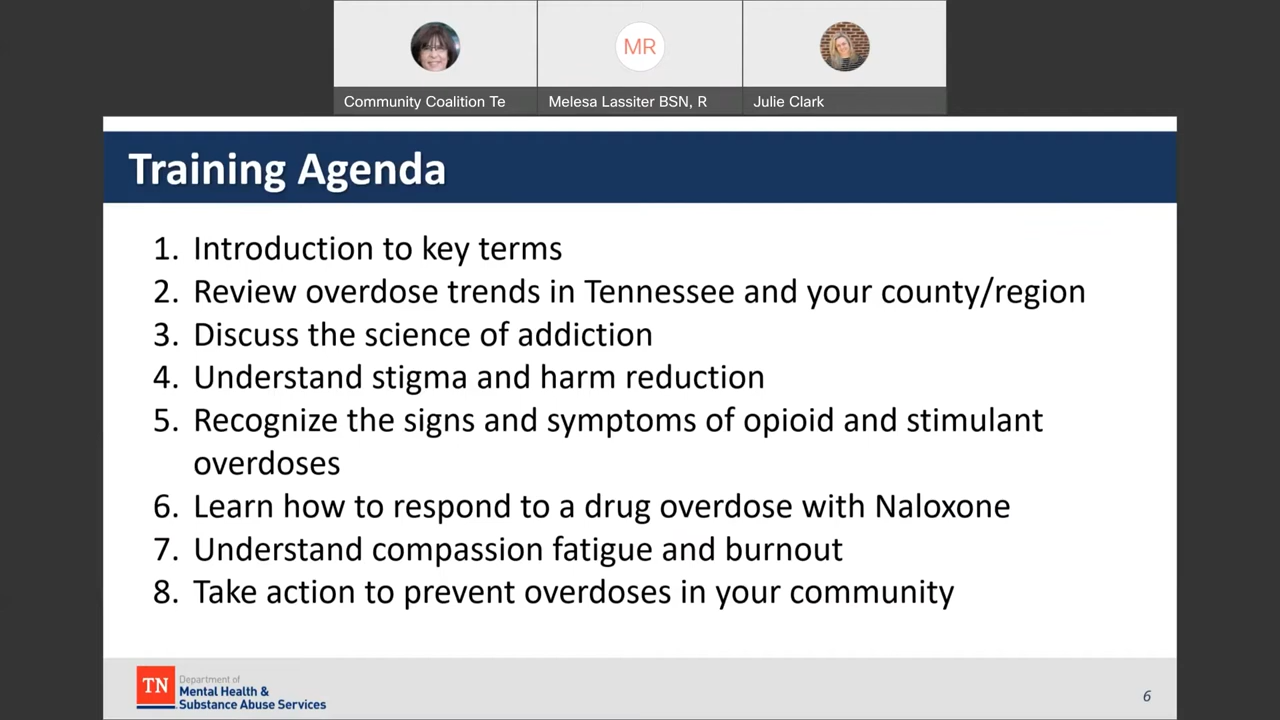 MR
Community Coalition Te
Melesa Lassiter BSN, R
Julie Clark
Training Agenda
1. Introduction to key terms
2. Review overdose trends in Tennessee and your county/region
3. Discuss the science of addiction
4. Understand stigma and harm reduction
5. Recognize the signs and symptoms of opioid and stimulant
overdoses
6. Learn how to respond to a drug overdose with Naloxone
7. Understand compassion fatigue and burnout
8. Take action to prevent overdoses in your community
TN
Department of
Mental Health &
Substance Abuse Services
6